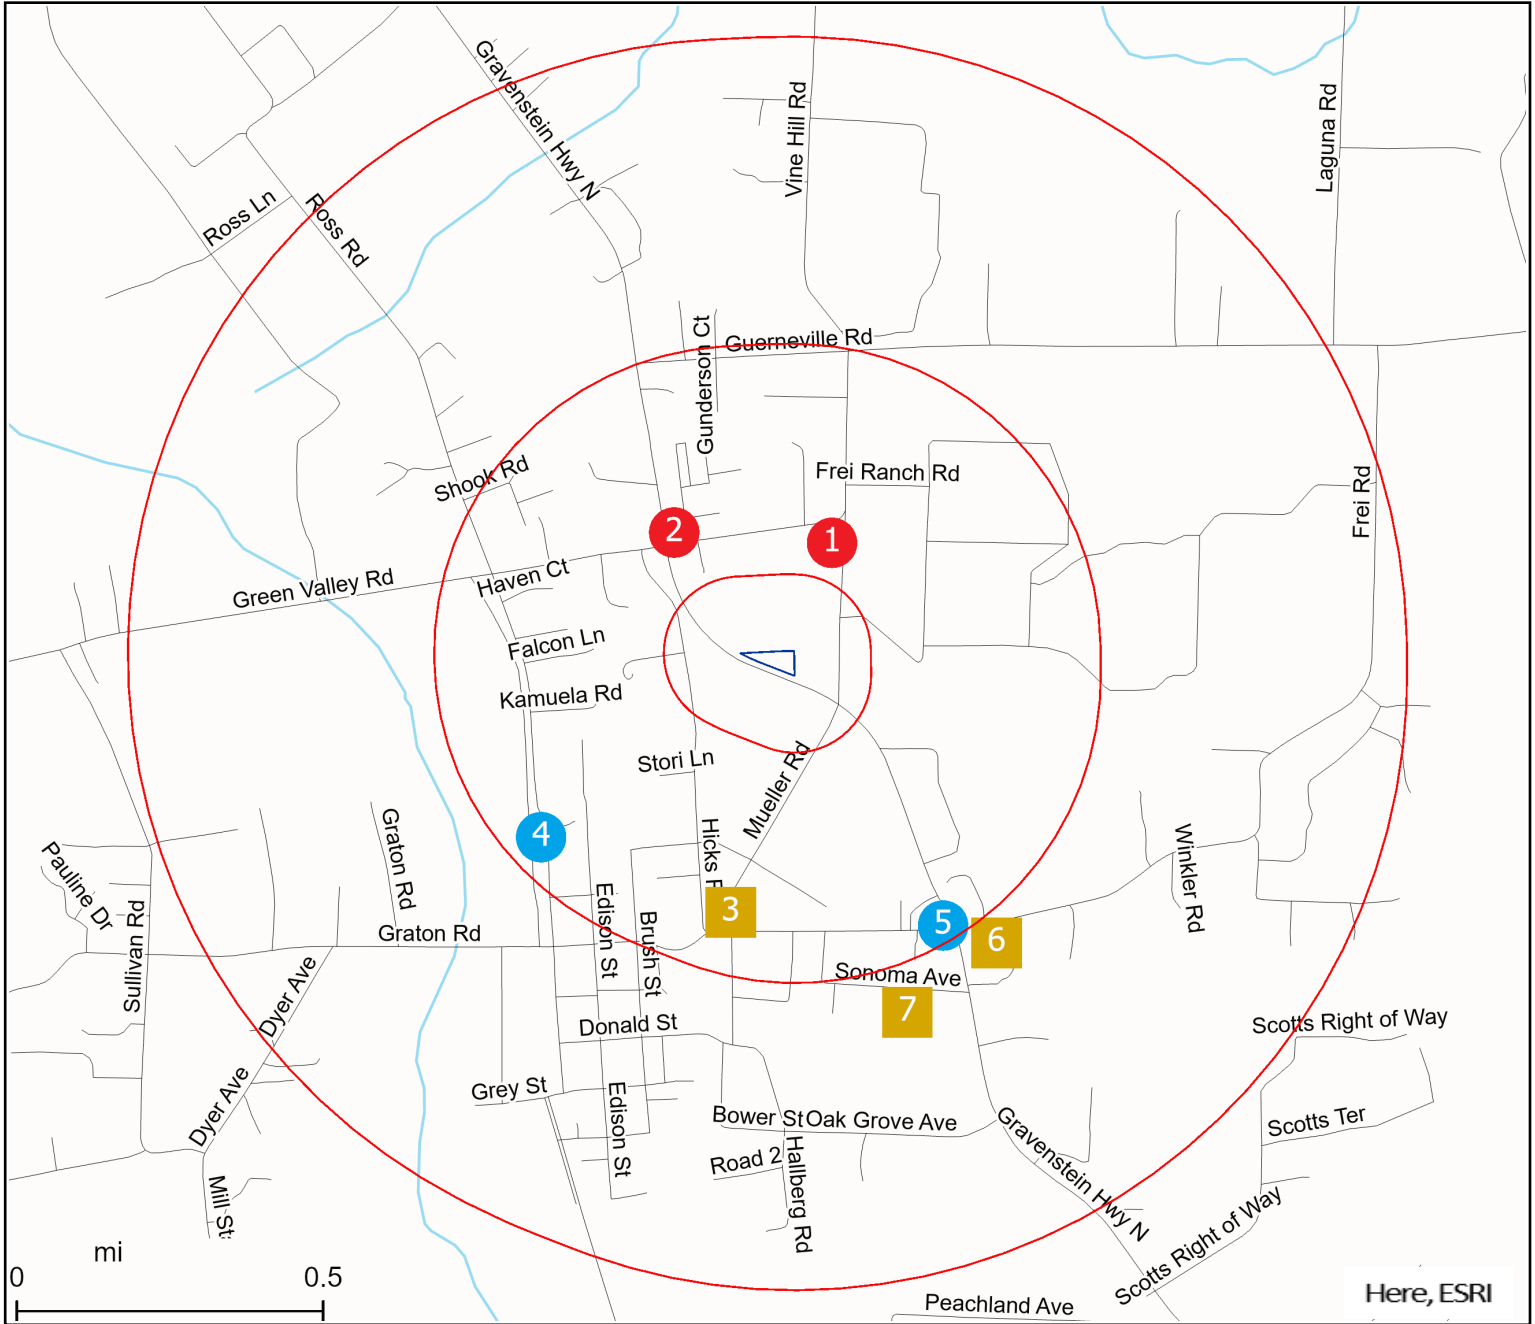 Gravenstein Hwy N
Vine Hill Rd
Laguna Rd
Ross Ln
Ross Rd
Gunderson Ct
Guerneville Rd
Shook Rd
Frei Ranch Rd
Frei Rd
2
1
Green Valley Rd
Haven Ct
Falcon Ln
Kamuela Rd
Stori Ln
Mueller Rd
4
Graton Rd
Pauline Dr
Hicks R
Winkler Rd
3
5
6
Edison St
Brush St
Sullivan Rd
Graton Rd
Sonoma Ave
7
Dyer Ave
Donald St
Scotts Right of Way
Dyer Ave
Grey St
Edison St
Bower St
Oak Grove Ave
Gravenstein Hwy N
Scotts Ter
Road 2
Hallberg Rd
Mill St
Scotts Right of Way
mi
0
0.5
Peachland Ave
Here, ESRI